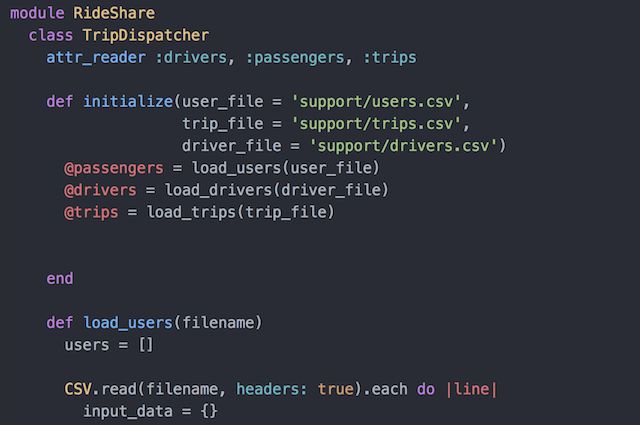 module RideShare
  class TripDispatcher
    attr_reader :drivers, :passengers, :trips

    def initialize(user_file = 'support/users.csv',
                   trip_file = 'support/trips.csv',
                   driver_file = 'support/drivers.csv')
      @passengers = load_users(user_file)
      @drivers = load_drivers(driver_file)
      @trips = load_trips(trip_file)


    end

    def load_users(filename)
      users = []

      CSV.read(filename, headers: true).each do |line|
        input_data = {}